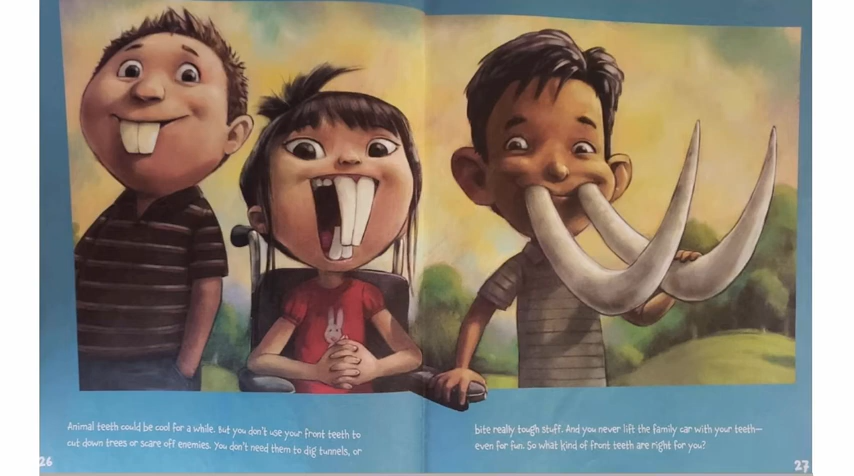 Animal teeth could be cool for a while. But you don't use your front teeth to
cut down trees or scare off enemies. You don't need them to dig tunnels, or
26
bite really tough stuff. And you never lift the family car with your teeth—
even for fun. So what kind of front teeth are right for you?
27